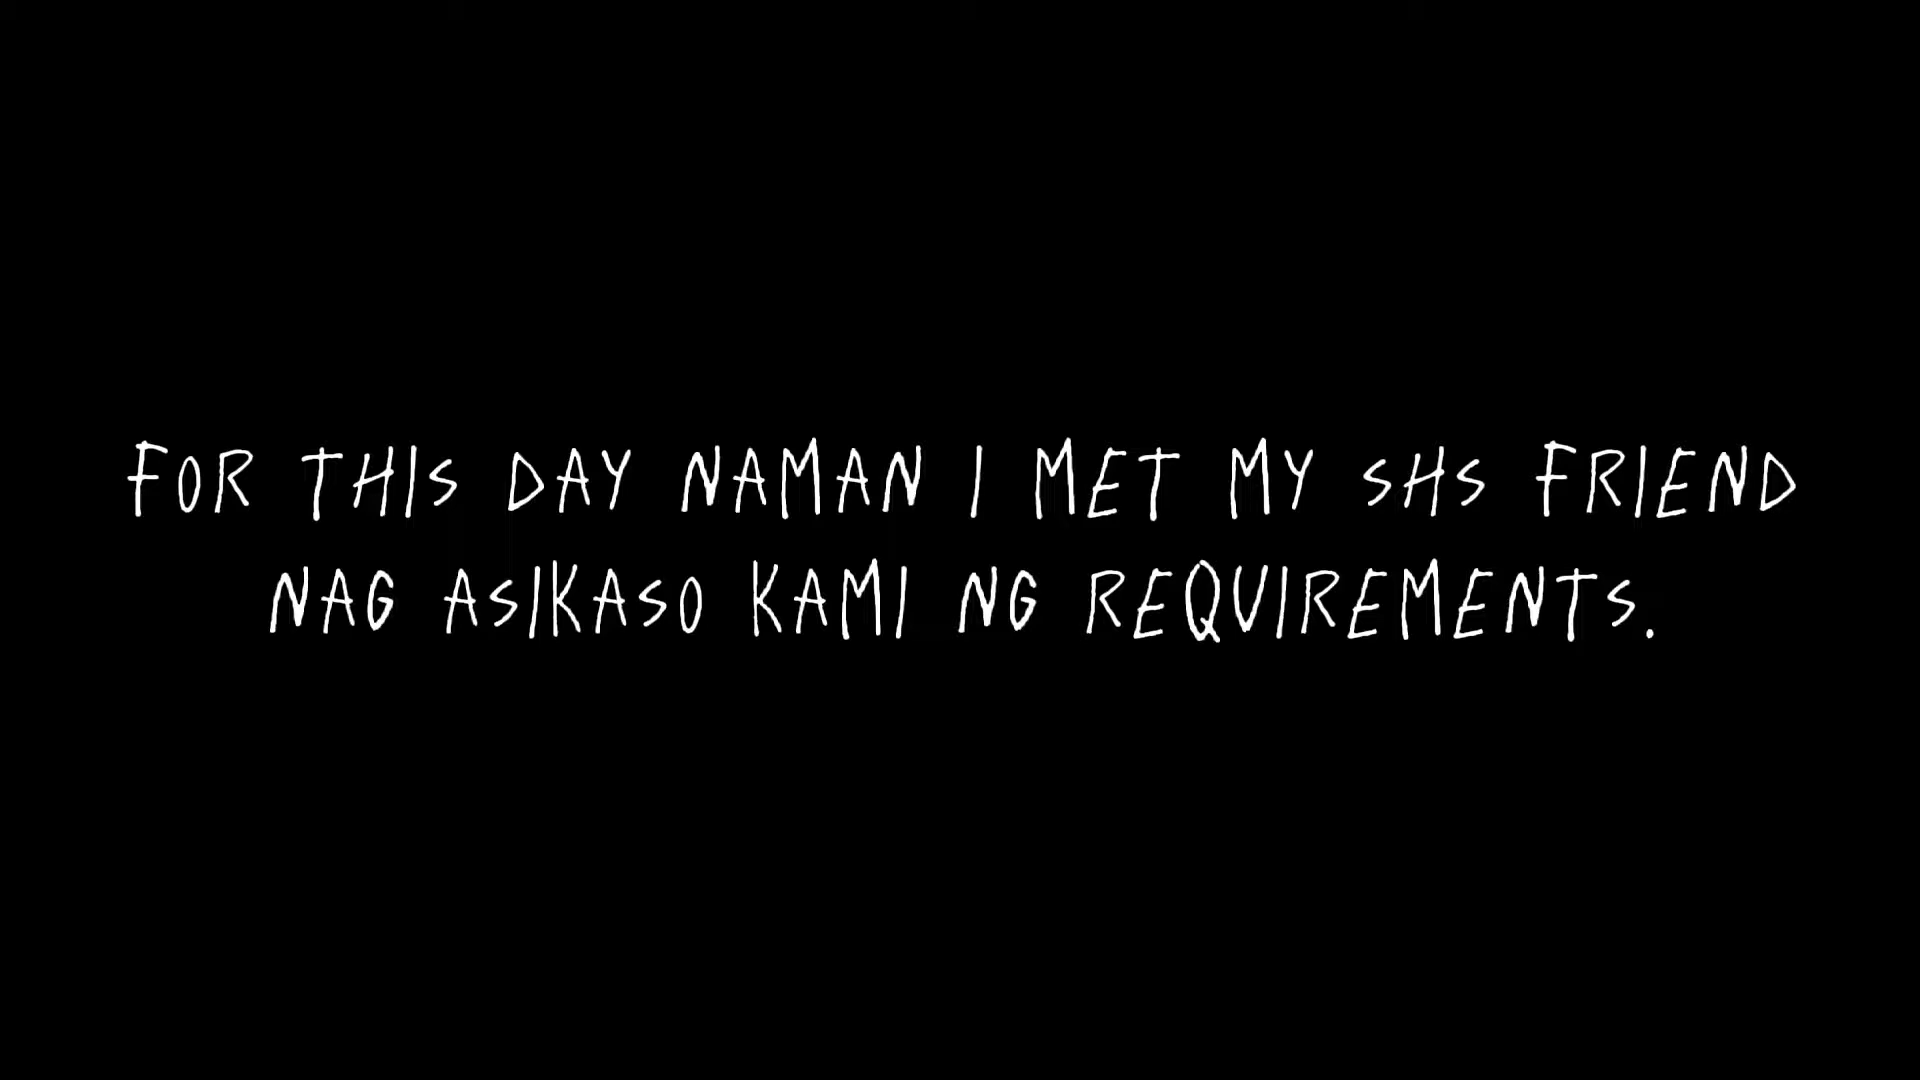 FOR THIS DAY NAMAN I MET MY SHS FRIEND
NAG ASIKASO KAMI NG REQUIREMENTS.